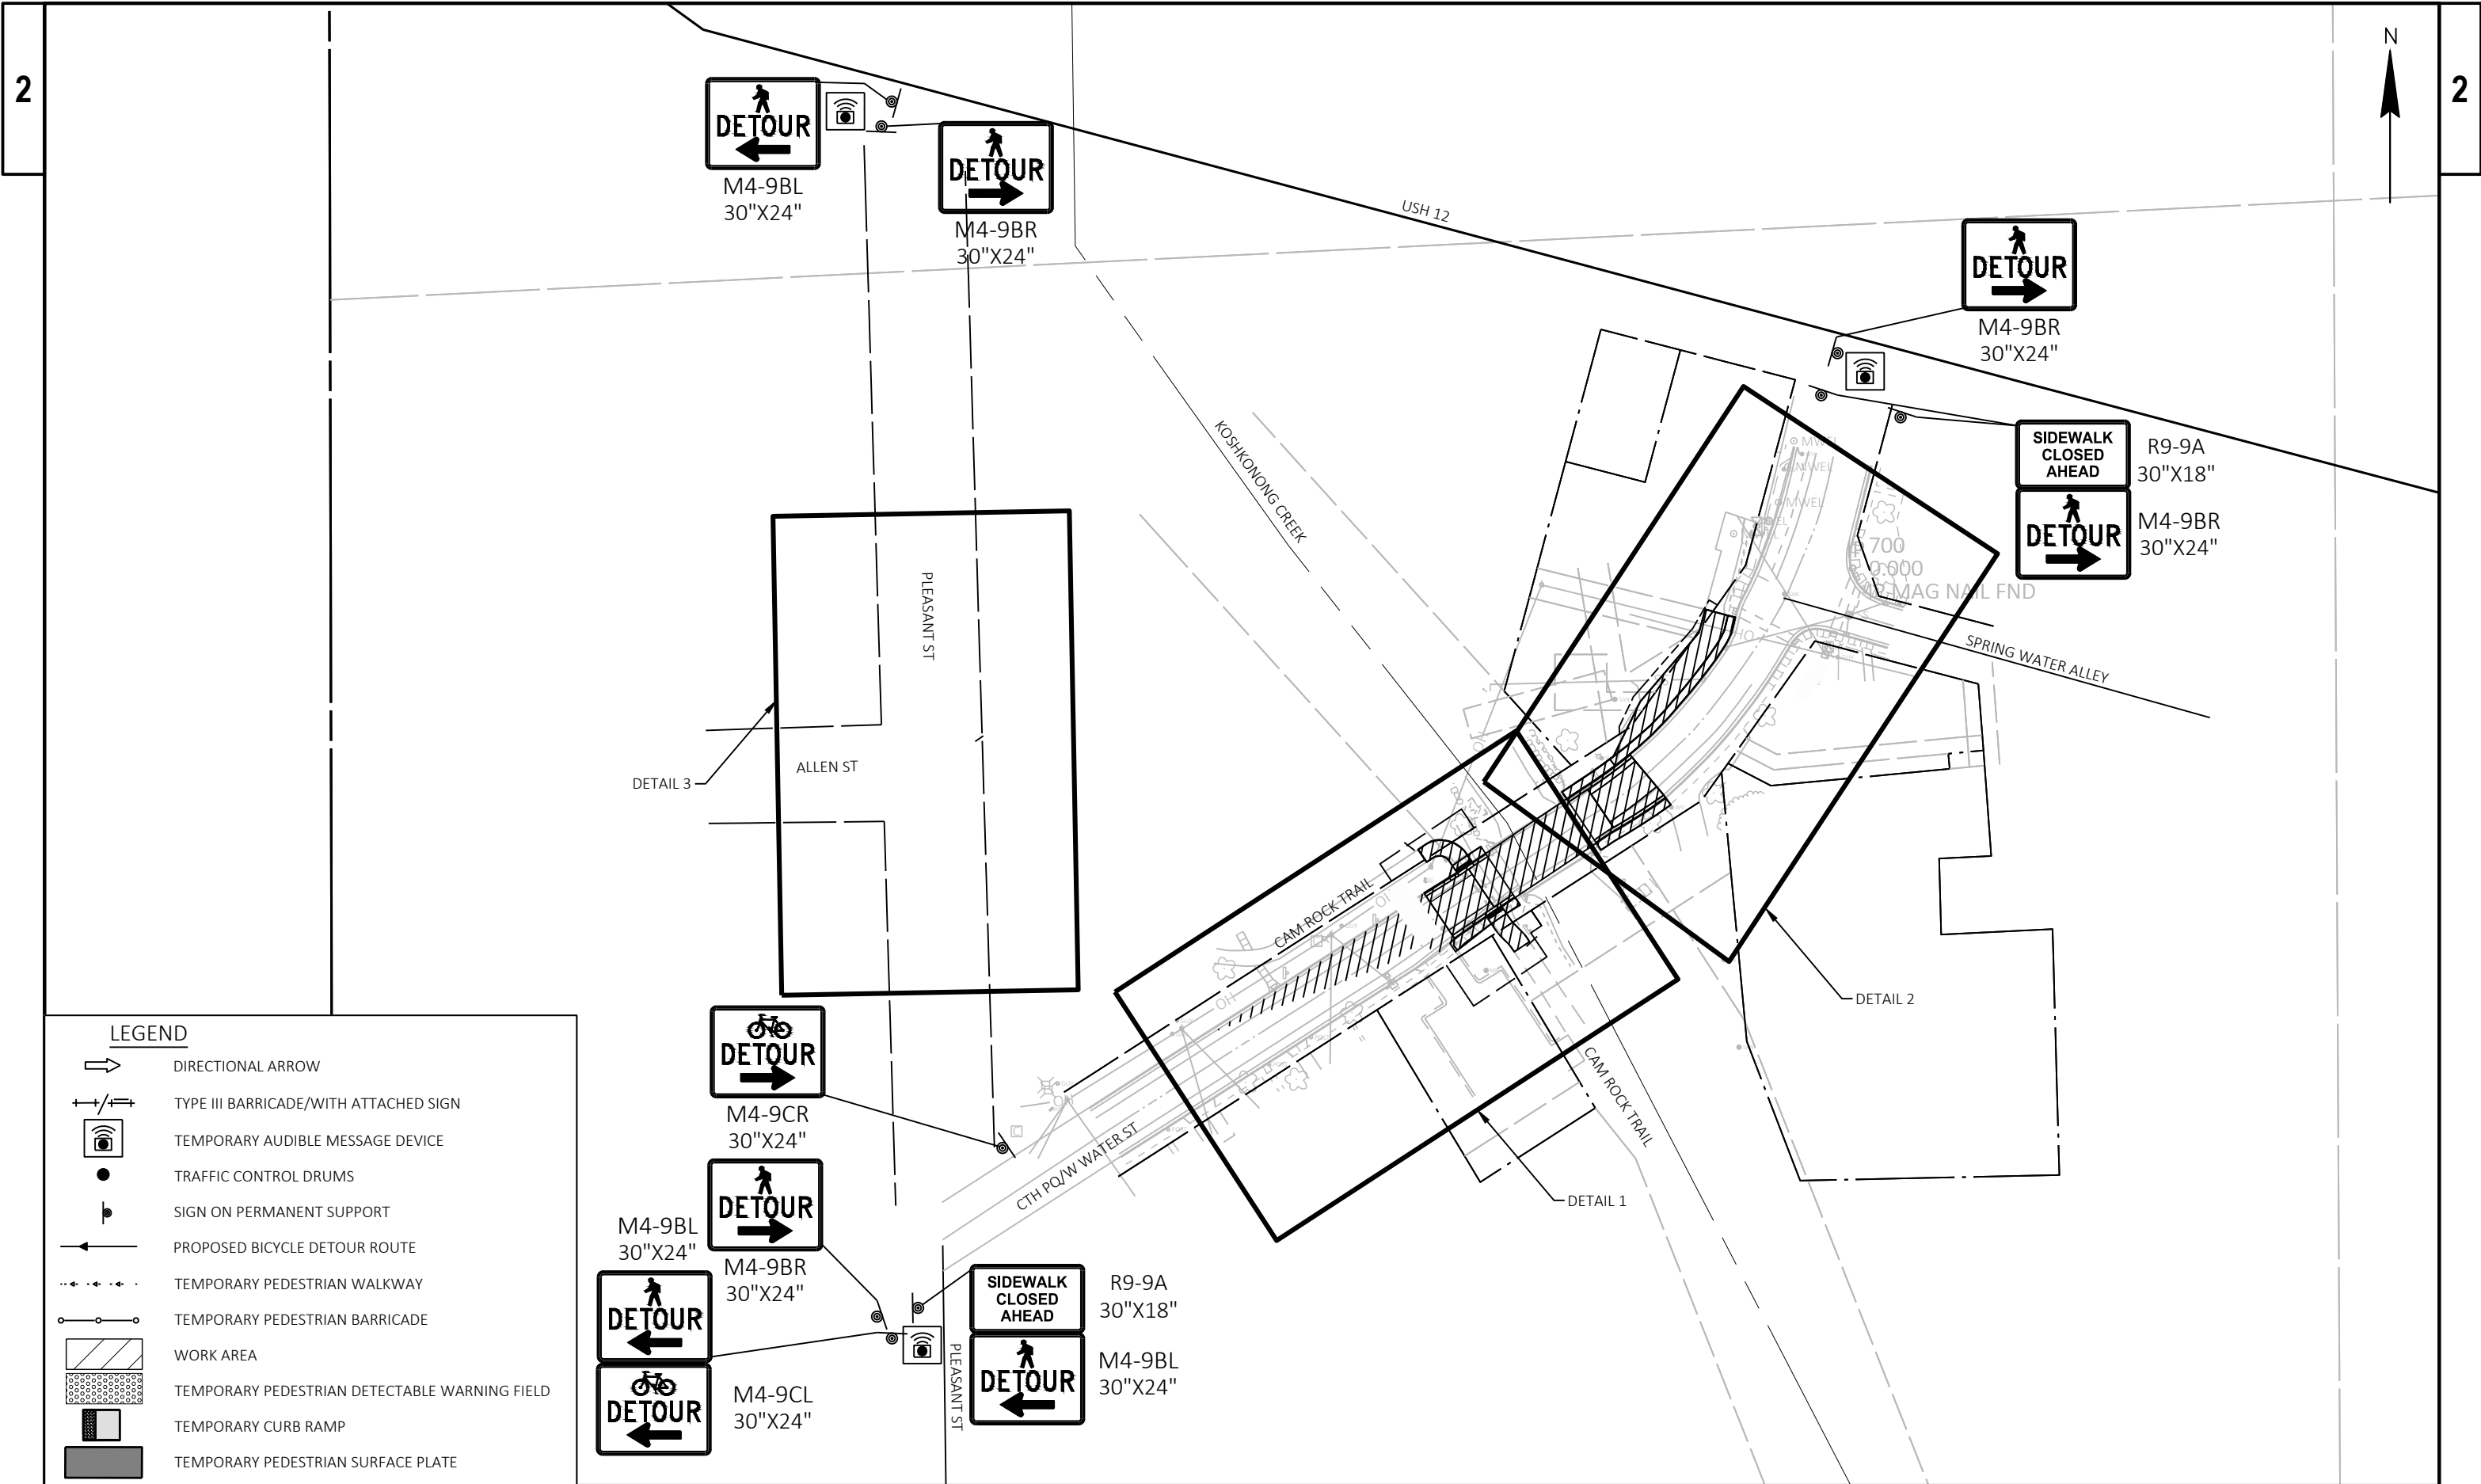 2
2
N
DETOUR
M4-9BL
30"X24"
DETOUR
M4-9BR
30"X24"
USH 12
DETOUR
M4-9BR
30"X24"
SIDEWALK
CLOSED
AHEAD
R9-9A
30"X18"
DETOUR
M4-9BR
30"X24"
KOSHKONONG CREEK
MWEL
MWEL
700
0.000
MAG NAIL FND
SPRING WATER ALLEY
PLEASANT ST
ALLEN ST
DETAIL 3
CAM ROCK TRAIL
OH
DETAIL 2
CAM ROCK TRAIL
DETAIL 1
CTH PQ/W WATER ST
DETOUR
M4-9CR
30"X24"
DETOUR
M4-9BR
30"X24"
M4-9BL
30"X24"
DETOUR
DETOUR
M4-9CL
30"X24"
SIDEWALK
CLOSED
AHEAD
R9-9A
30"X18"
DETOUR
M4-9BL
30"X24"
PLEASANT ST
LEGEND
DIRECTIONAL ARROW
TYPE III BARRICADE/WITH ATTACHED SIGN
TEMPORARY AUDIBLE MESSAGE DEVICE
TRAFFIC CONTROL DRUMS
SIGN ON PERMANENT SUPPORT
PROPOSED BICYCLE DETOUR ROUTE
TEMPORARY PEDESTRIAN WALKWAY
TEMPORARY PEDESTRIAN BARRICADE
WORK AREA
TEMPORARY PEDESTRIAN DETECTABLE WARNING FIELD
TEMPORARY CURB RAMP
TEMPORARY PEDESTRIAN SURFACE PLATE